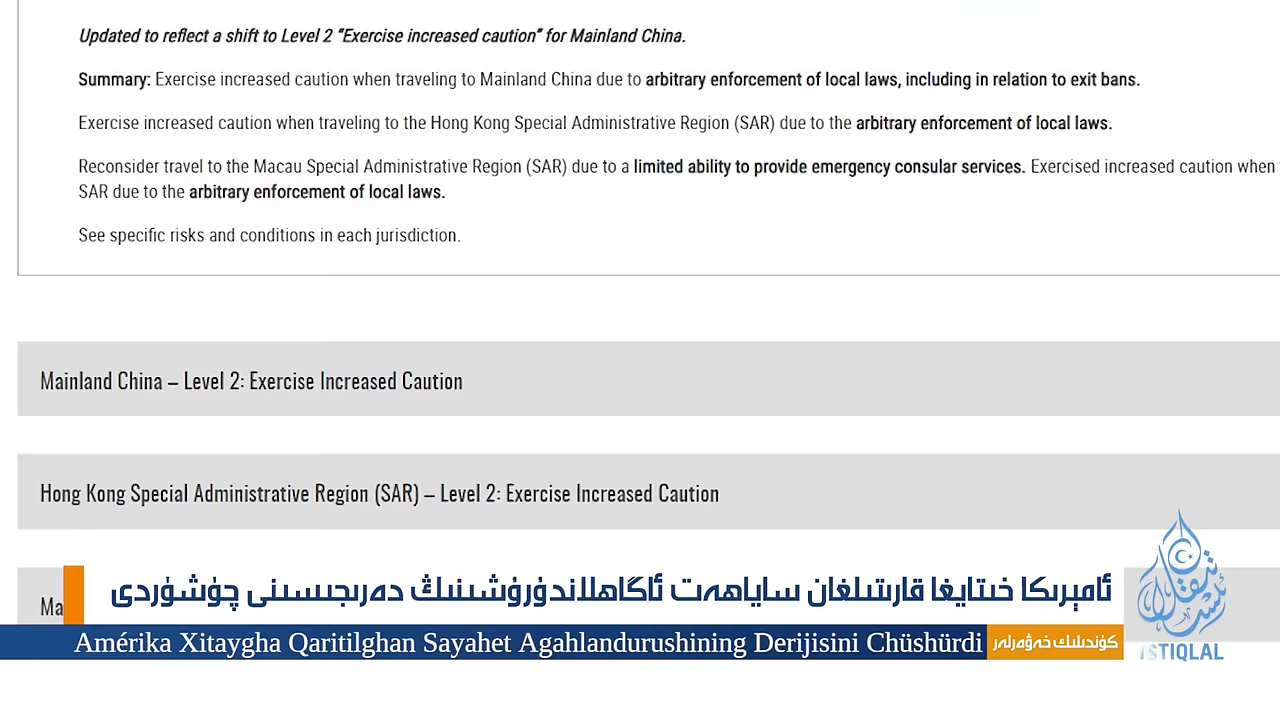 Updated to reflect a shift to Level 2 “Exercise increased caution” for Mainland China.
Summary: Exercise increased caution when traveling to Mainland China due to arbitrary enforcement of local laws, including in relation to exit bans.
Exercise increased caution when traveling to the Hong Kong Special Administrative Region (SAR) due to the arbitrary enforcement of local laws.
Reconsider travel to the Macau Special Administrative Region (SAR) due to a limited ability to provide emergency consular services. Exercised increased caution when
SAR due to the arbitrary enforcement of local laws.
See specific risks and conditions in each jurisdiction.
Mainland China – Level 2: Exercise Increased Caution
Hong Kong Special Administrative Region (SAR) – Level 2: Exercise Increased Caution
Ma
ئامېرىكا خىتايغا قارىتىلغان ساياھەت ئاگاھلاندۇرۇشىنىڭ دەرىجىسىنى چۈشۈردى
Amérika Xitaygha Qaritilghan Sayahet Agahlandurushining Derijisini Chüshürdi
كۈندىلىك خەۋەرلەر
ئىستىقلال
ISTIQLAL